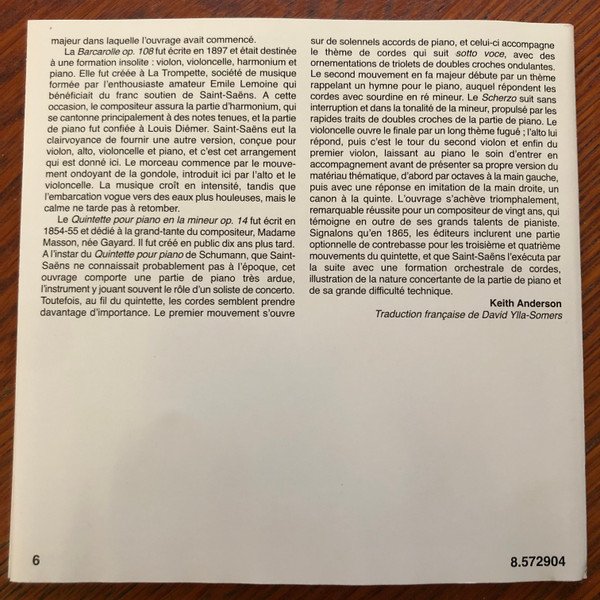 majeur dans laquelle l'ouvrage avait commencé.
La Barcarolle op. 108 fut écrite en 1897 et était destinée
à une formation insolite : violon, violoncelle, harmonium et
piano. Elle fut créée à La Trompette, société de musique
formée par l'enthousiaste amateur Emile Lemoine qui
bénéficiait du franc soutien de Saint-Saëns. A cette
occasion, le compositeur assura la partie d'harmonium, qui
se cantonne principalement à des notes tenues, et la partie
de piano fut confiée à Louis Diémer. Saint-Saëns eut la
clairvoyance de fournir une autre version, conçue pour
violon, alto, violoncelle et piano, et c'est cet arrangement
qui est donné ici. Le morceau commence par le mouve-
ment ondoyant de la gondole, introduit ici par l'alto et le
violoncelle. La musique croît en intensité, tandis que
l'embarcation vogue vers des eaux plus houleuses, mais le
calme ne tarde pas à retomber.
Le Quintette pour piano en la mineur op. 14 fut écrit en
1854-55 et dédié à la grand-tante du compositeur, Madame
Masson, née Gayard. Il fut créé en public dix ans plus tard.
A l'instar du Quintette pour piano de Schumann, que Saint-
Saëns ne connaissait probablement pas à l'époque, cet
ouvrage comporte une partie de piano très ardue,
l'instrument y jouant souvent le rôle d'un soliste de concerto.
Toutefois, au fil du quintette, les cordes semblent prendre
davantage d'importance. Le premier mouvement s'ouvre
sur de solennels accords de piano, et celui-ci accompagne
le thème de cordes qui suit sotto voce, avec des
ornementations de triolets de doubles croches ondulantes.
Le second mouvement en fa majeur débute par un thème
rappelant un hymne pour le piano, auquel répondent les
cordes avec sourdine en ré mineur. Le Scherzo suit sans
interruption et dans la tonalité de la mineur, propulsé par les
rapides traits de doubles croches de la partie de piano. Le
violoncelle ouvre le finale par un long thème fugué ; l'alto lui
répond, puis c'est le tour du second violon et enfin du
premier violon, laissant au piano le soin d'entrer en
accompagnement avant de présenter sa propre version du
matériau thématique, d'abord par octaves à la main gauche,
puis avec une réponse en imitation de la main droite, un
canon à la quinte. L'ouvrage s'achève triomphalement,
remarquable réussite pour un compositeur de vingt ans, qui
témoigne en outre de ses grands talents de pianiste.
Signalons qu'en 1865, les éditeurs inclurent une partie
optionnelle de contrebasse pour les troisième et quatrième
mouvements du quintette, et que Saint-Saëns l'exécuta par
la suite avec une formation orchestrale de cordes,
illustration de la nature concertante de la partie de piano et
de sa grande difficulté technique.
Keith Anderson
Traduction française de David Ylla-Somers
6
8.572904